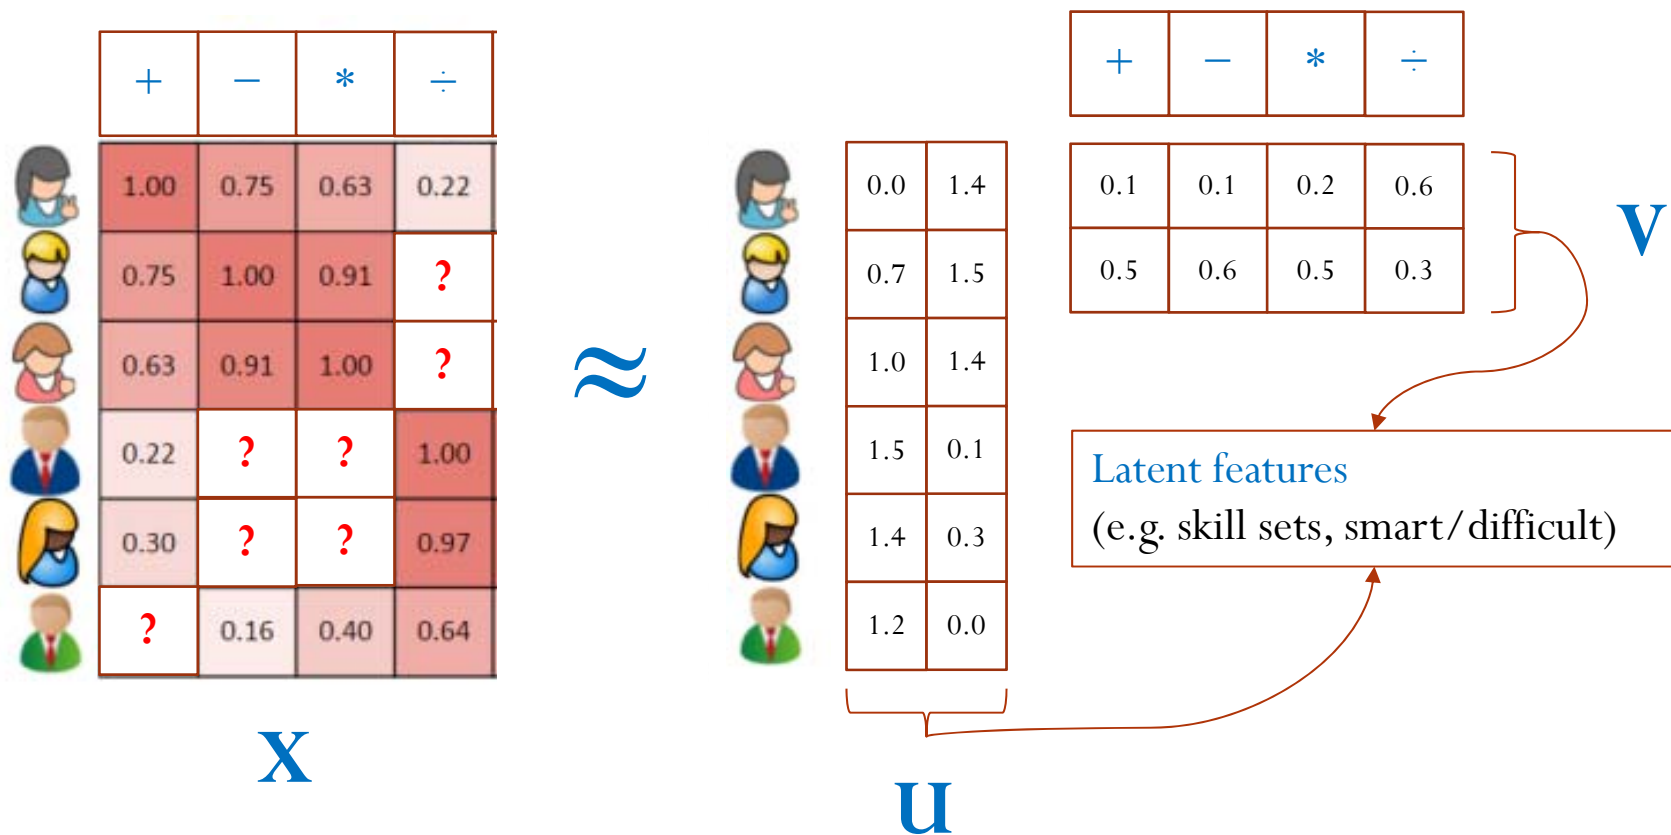 + − * ÷
1.00 0.75 0.63 0.22
0.75 1.00 0.91 ?
0.63 0.91 1.00 ?
0.22 ? ? 1.00
0.30 ? ? 0.97
? 0.16 0.40 0.64
X
≈
0.0 1.4
0.7 1.5
1.0 1.4
1.5 0.1
1.4 0.3
1.2 0.0
U
+ − * ÷
0.1 0.1 0.2 0.6
0.5 0.6 0.5 0.3
V
Latent features
(e.g. skill sets, smart/difficult)